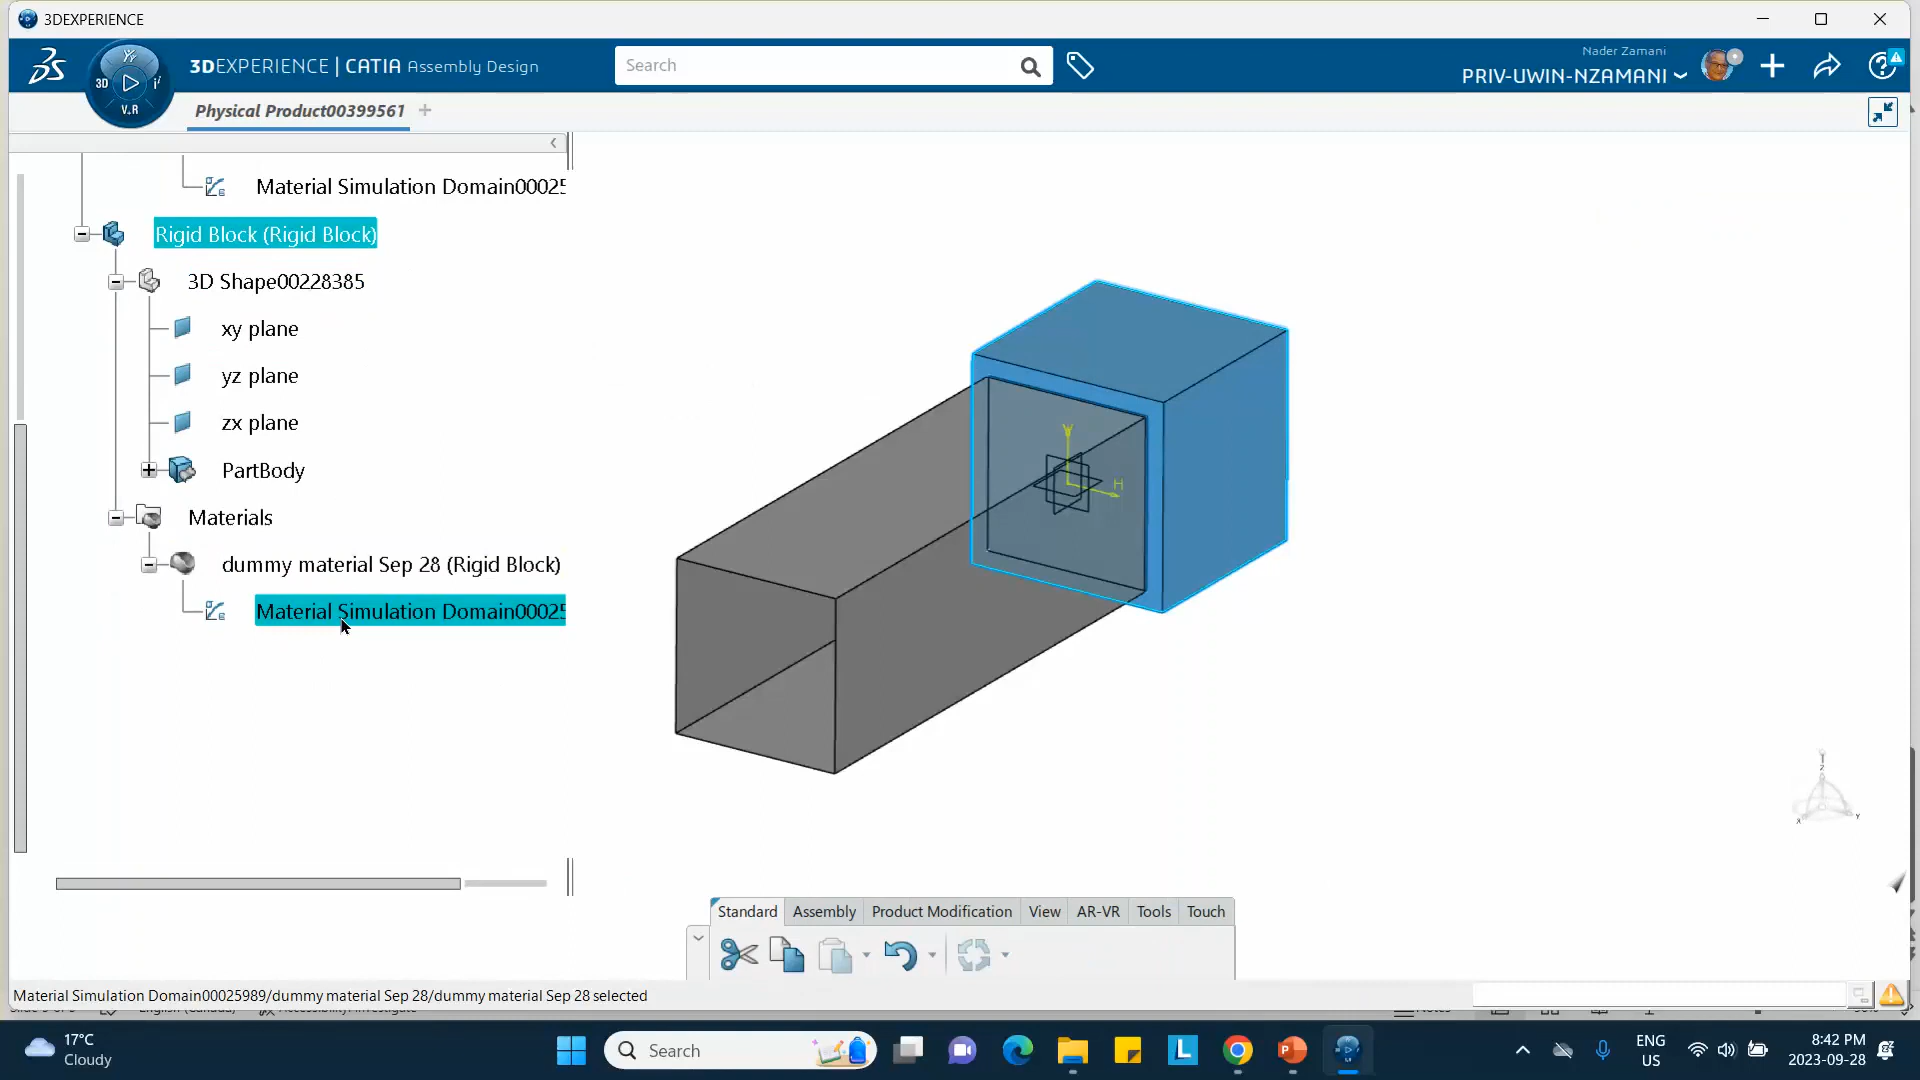 3DEXPERIENCE
3DEXPERIENCE | CATIA Assembly Design
Search
Nader Zamani
PRIV-UWIN-NZAMANI
3D
V.R
Physical Product00399561
Material Simulation Domain00025
Rigid Block (Rigid Block)
3D Shape00228385
xy plane
yz plane
zx plane
PartBody
Materials
dummy material Sep 28 (Rigid Block)
Material Simulation Domain00025
V
H
Z
X
Y
Standard
Assembly
Product Modification
View
AR-VR
Tools
Touch
Material Simulation Domain00025989/dummy material Sep 28/dummy material Sep 28 selected
17°C
Cloudy
Search
L
ENG
US
8:42 PM
2023-09-28